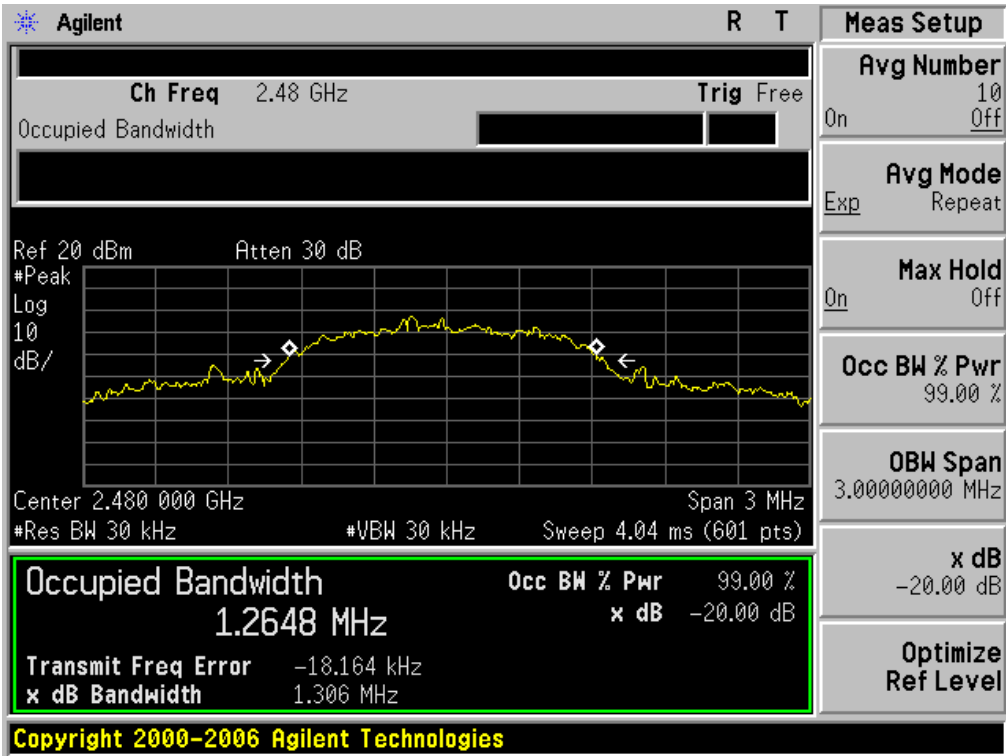 Agilent R T
Ch Freq 2.48 GHz Trig Free
Occupied Bandwidth
Ref 20 dBm Atten 30 dB
#Peak
Log
10
dB/
Center 2.480 000 GHz Span 3 MHz
#Res BW 30 kHz #VBW 30 kHz Sweep 4.04 ms (601 pts)
Occupied Bandwidth Occ BW % Pwr 99.00 %
1.2648 MHz x dB -20.00 dB
Transmit Freq Error -18.164 kHz
x dB Bandwidth 1.306 MHz
Copyright 2000-2006 Agilent Technologies
Meas Setup
Avg Number
10
On Off
Avg Mode
Exp Repeat
Max Hold
On Off
Occ BW % Pwr
99.00 %
OBW Span
3.00000000 MHz
x dB
-20.00 dB
Optimize
Ref Level